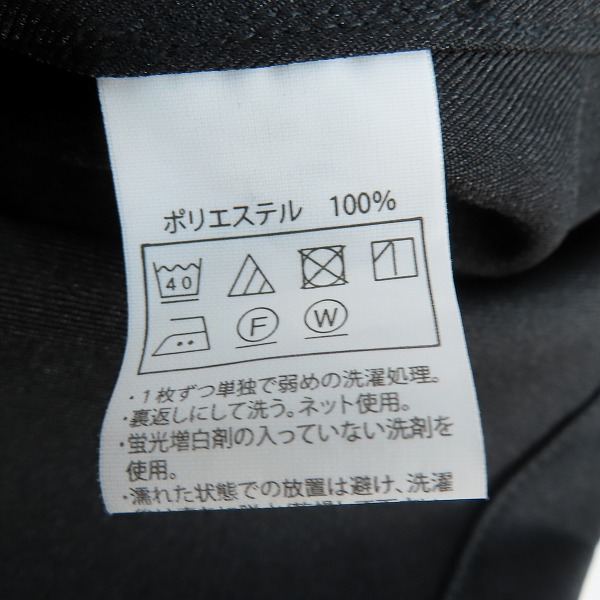 ポリエステル 100%
40
F W
・1枚ずつ単独で弱めの洗濯処理。
・裏返しにして洗う。ネット使用。
・蛍光増白剤の入っていない洗剤を
使用。
・濡れた状態での放置は避け、洗濯